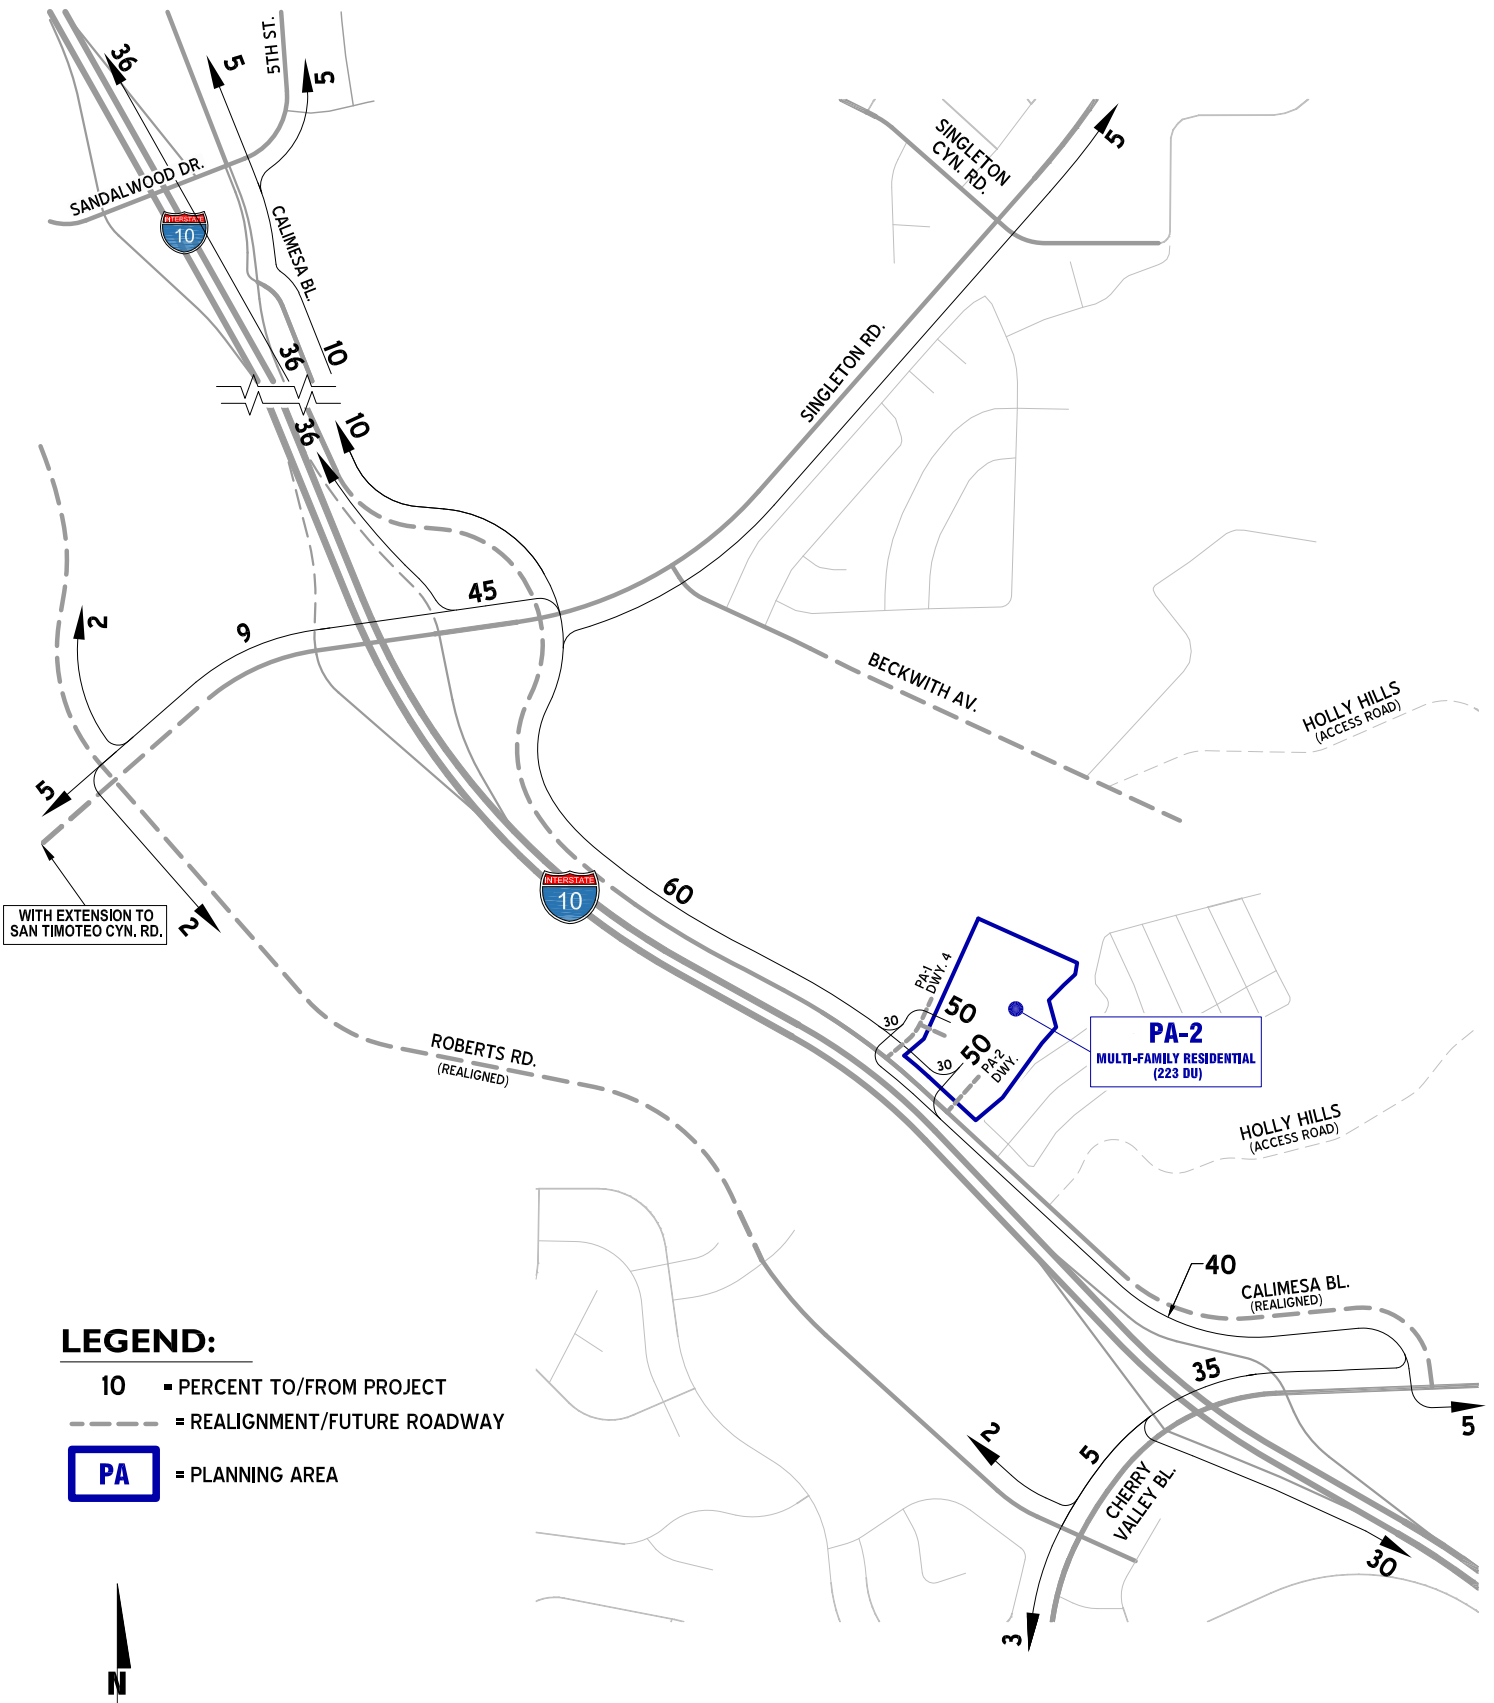 36
5
5TH ST.
5
SANDALWOOD DR.
INTERSTATE
10
CALIMESA BL.
36
10
36
10
SINGLETON
CYN. RD.
5
SINGLETON RD.
45
9
2
5
2
WITH EXTENSION TO
SAN TIMOTEO CYN. RD.
BECKWITH AV.
HOLLY HILLS
(ACCESS ROAD)
INTERSTATE
10
60
PA-1
DWY. 4
50
30
50
30
PA-2
DWY.
PA-2
MULTI-FAMILY RESIDENTIAL
(223 DU)
ROBERTS RD.
(REALIGNED)
HOLLY HILLS
(ACCESS ROAD)
40
CALIMESA BL.
(REALIGNED)
35
5
2
5
CHERRY
VALLEY BL.
30
3
LEGEND:
10 = PERCENT TO/FROM PROJECT
= REALIGNMENT/FUTURE ROADWAY
PA = PLANNING AREA
N